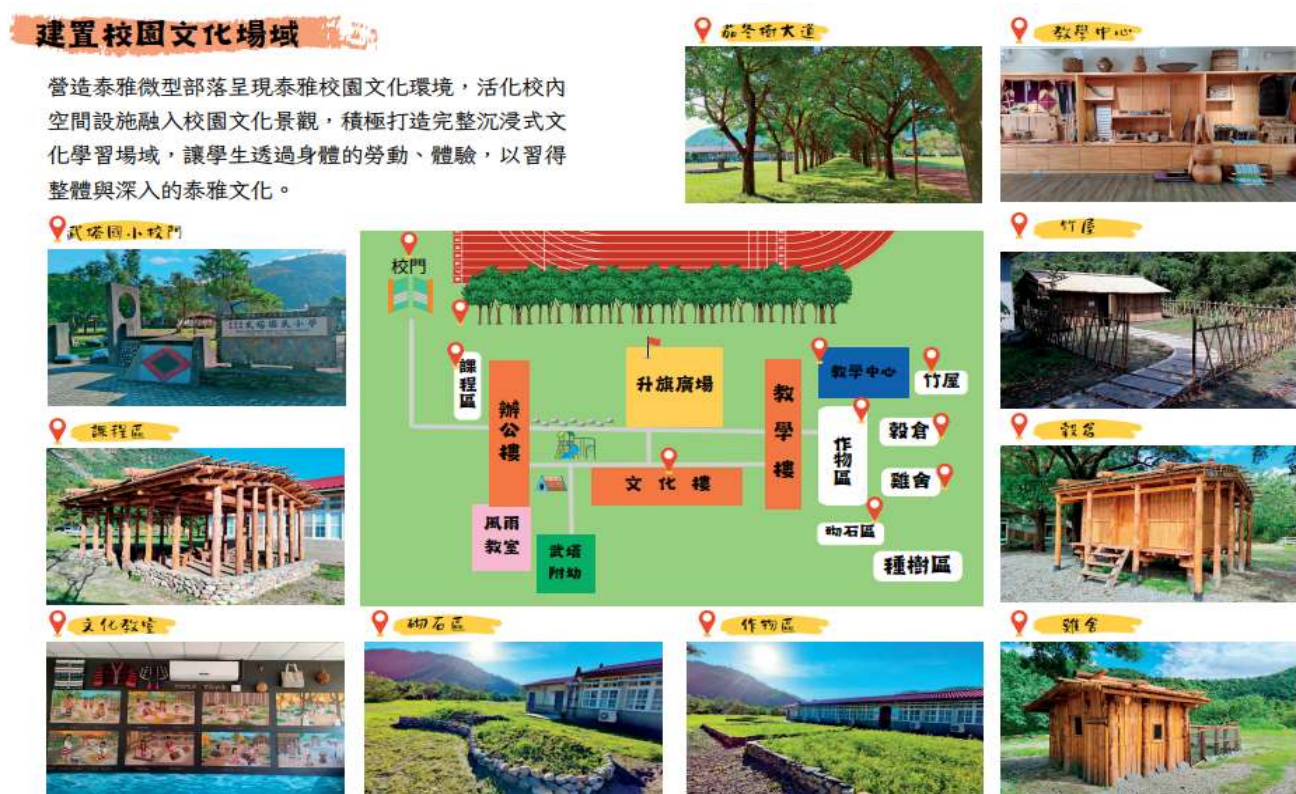 建置校園文化場域
營造泰雅微型部落呈現泰雅校園文化環境，活化校內
空間設施融入校園文化景觀，積極打造完整沉浸式文
化學習場域，讓學生透過身體的勞動、體驗，以習得
整體與深入的泰雅文化。
茄冬樹大道
教學中心
武塔國小校門
武塔國民小學
竹屋
校門
課程區
辦公樓
升旗廣場
教學樓
教學中心
竹屋
作物區
穀倉
雞舍
文化樓
砌石區
風雨
教室
武塔
附幼
種樹區
課程區
穀倉
文化教室
砌石區
作物區
雞舍